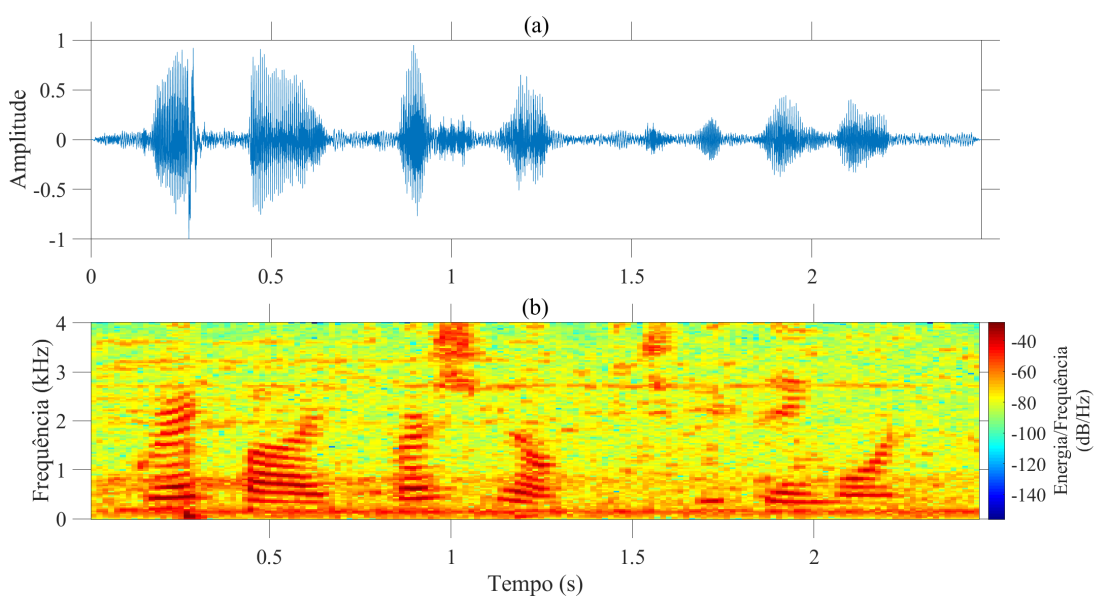 (a)
1
0.5
0
-0.5
-1
Amplitude
0 0.5 1 1.5 2
(b)
4
3
2
1
0
Frequência (kHz)
0.5 1 1.5 2
Tempo (s)
-40
-60
-80
-100
-120
-140
Energia/Frequência
(dB/Hz)